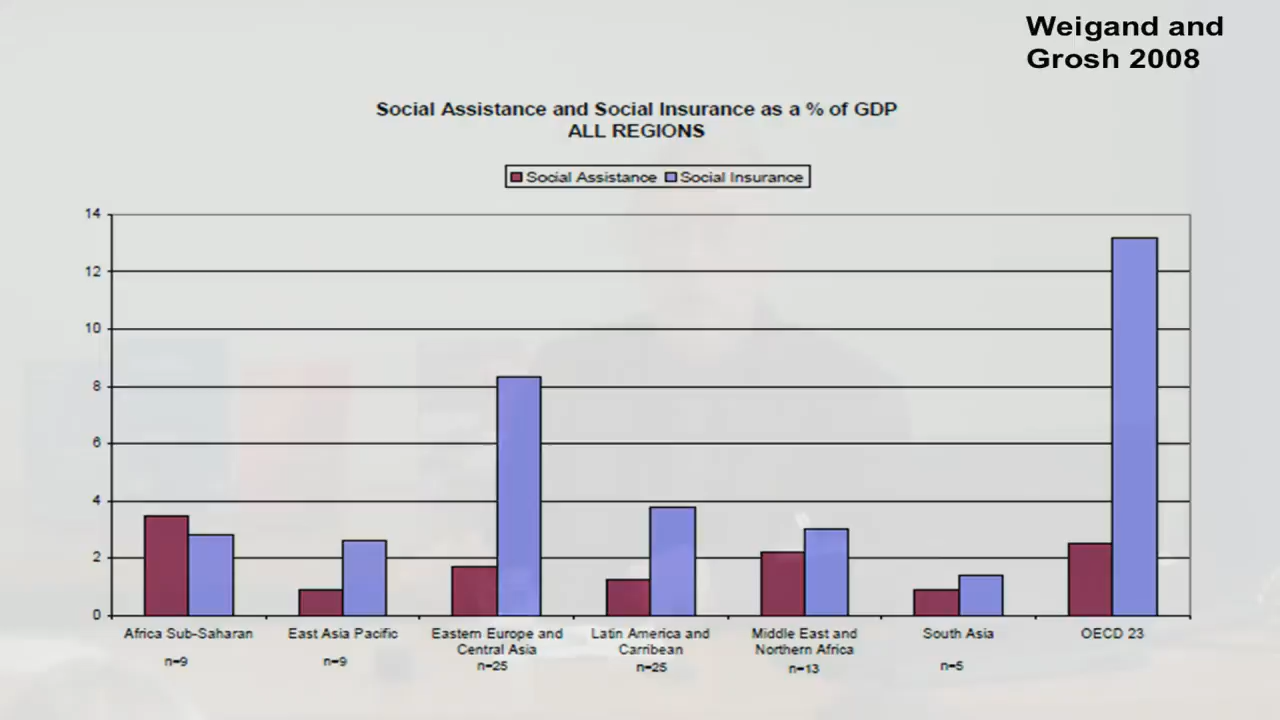 Weigand and
Grosh 2008
Social Assistance and Social Insurance as a % of GDP
ALL REGIONS
Social Assistance Social Insurance
14
12
10
8
6
4
2
0
Africa Sub-Saharan
n=9
East Asia Pacific
n=9
Eastern Europe and
Central Asia
n=25
Latin America and
Carribean
n=25
Middle East and
Northern Africa
n=13
South Asia
n=5
OECD 23